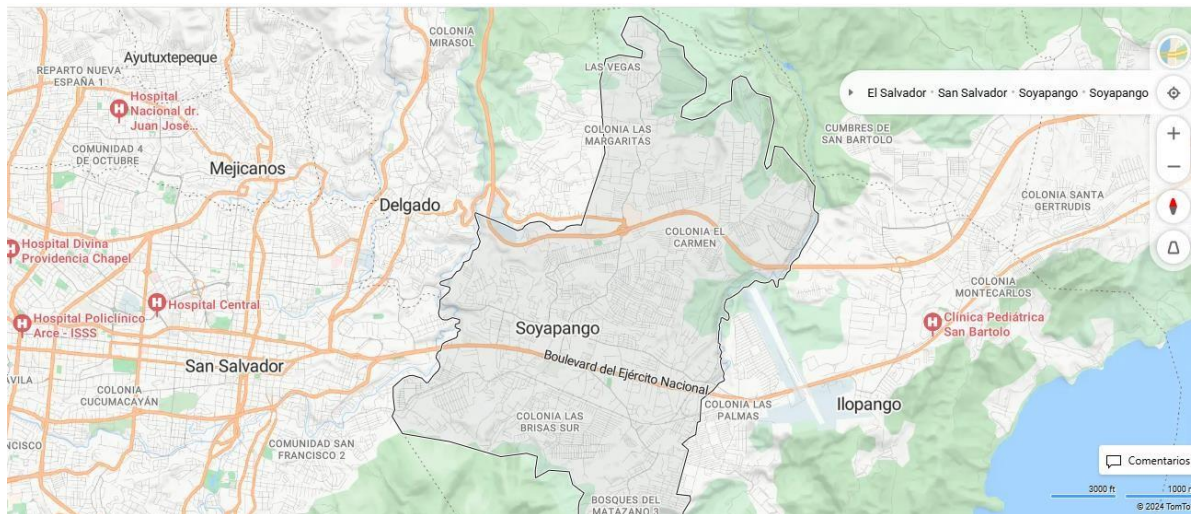 COLONIA
MIRASOL
Ayutuxtepeque
REPARTO NUEVA
ESPAÑA 1
LAS VEGAS
El Salvador · San Salvador · Soyapango · Soyapango
Hospital
Nacional dr.
Juan José...
COLONIA LAS
MARGARITAS
CUMBRES DE
SAN BARTOLO
COMUNIDAD 4
DE OCTUBRE
Mejicanos
COLONIA SANTA
GERTRUDIS
Delgado
COLONIA EL
CARMEN
Hospital Divina
Providencia Chapel
COLONIA
MONTECARLOS
Hospital Central
Hospital Policlínico
Arce - ISSS
Clínica Pediátrica
San Bartolo
Soyapango
San Salvador
Boulevard del Ejército Nacional
AVILA
COLONIA
CUCUMACAYÁN
COLONIA LAS
BRISAS SUR
COLONIA LAS
PALMAS
Ilopango
NCISCO
COMUNIDAD SAN
FRANCISCO 2
Comentarios
BOSQUES DEL
MATAZANO 3
3000 ft
1000 m
© 2024 TomTo